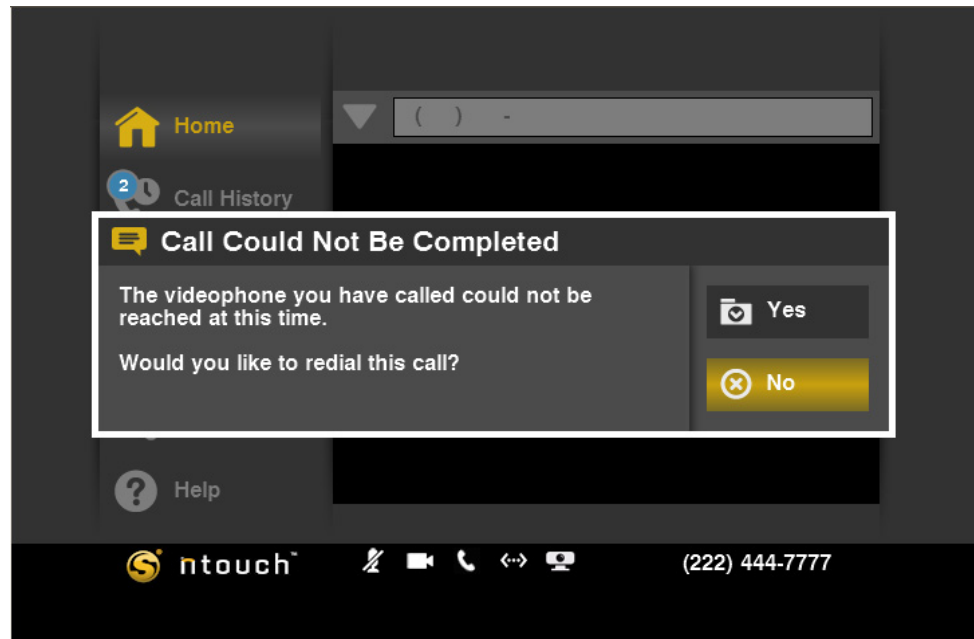 Home
( ) -
2
Call History
Call Could Not Be Completed
The videophone you have called could not be
reached at this time.
Would you like to redial this call?
Yes
No
? Help
S ntouch™
(222) 444-7777